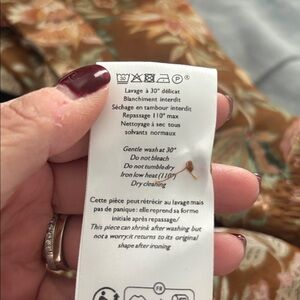 Lavage à 30° délicat
Blanchiment interdit
Séchage en tambour interdit
Repassage 110° max
Nettoyage à sec tous
solvants normaux
Gentle wash at 30°
Do not bleach
Do not tumble dry
Iron low heat (110°)
Dry cleaning
Cette pièce peut rétrécir au lavage mais
pas de panique : elle reprend sa forme
initiale après repassage/
This piece can shrink after washing but
not a worry:it returns to its original
shape after ironing
FR